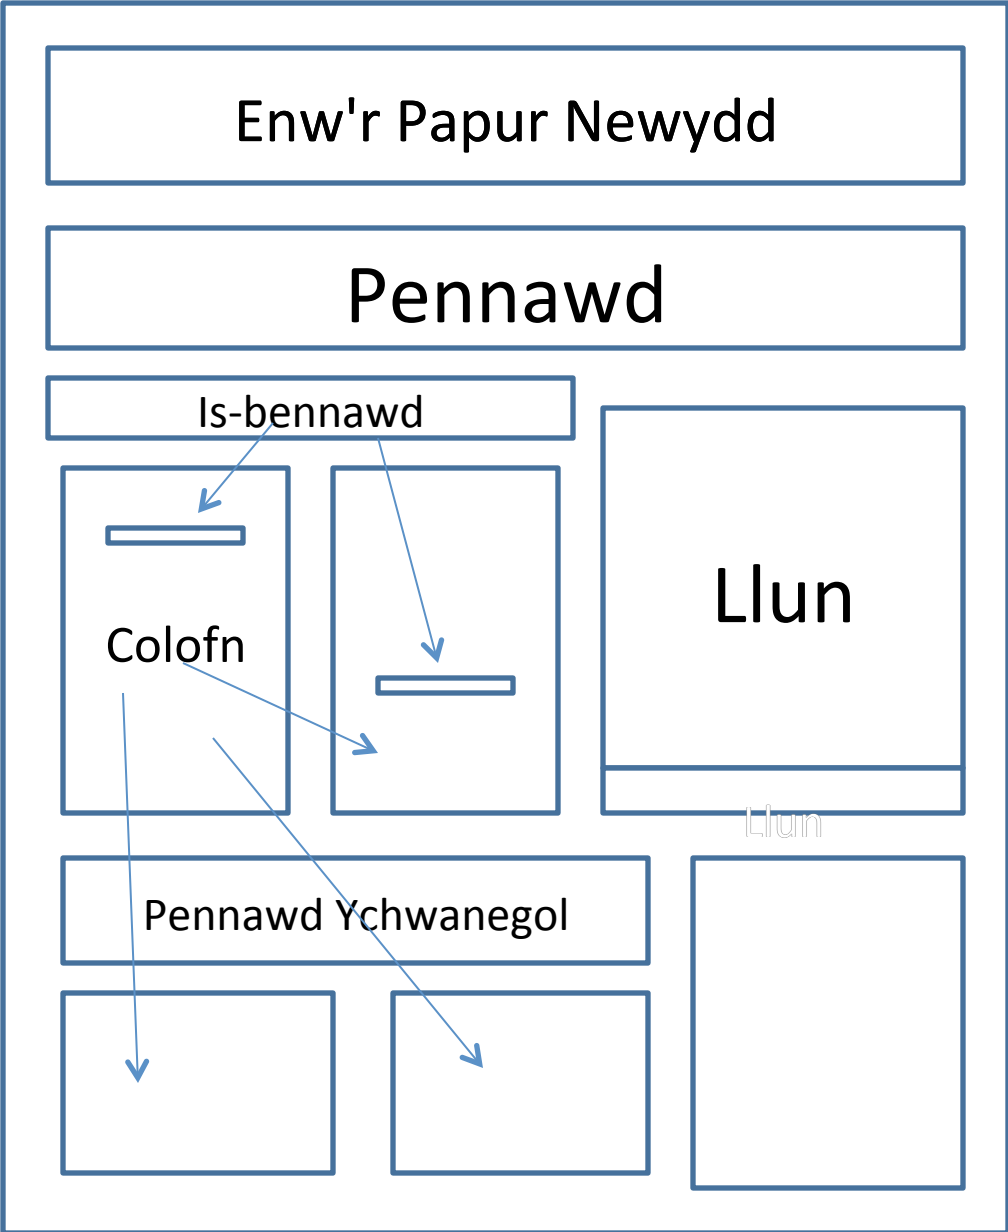 Enw'r Papur Newydd
Pennawd
Is-bennawd
Colofn
Llun
Llun
Pennawd Ychwanegol